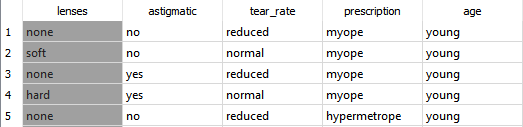 lenses astigmatic tear_rate prescription age
1 none no reduced myope young
2 soft no normal myope young
3 none yes reduced myope young
4 hard yes normal myope young
5 none no reduced hypermetrope young